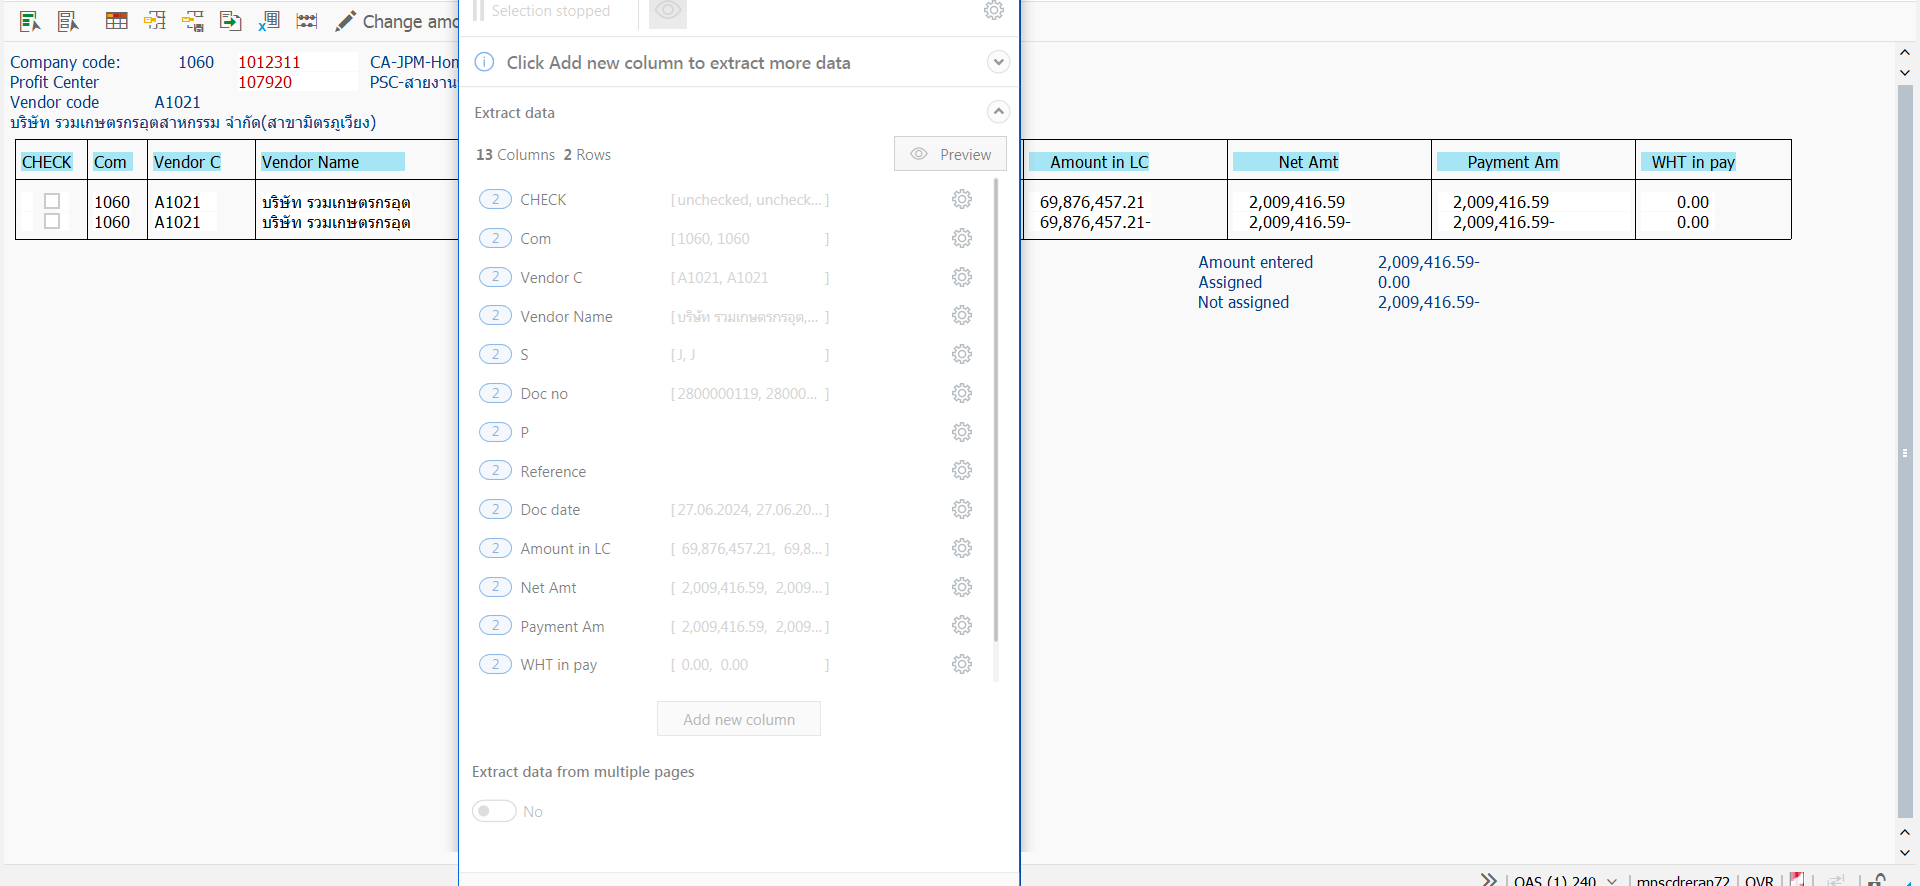 Change amo
Company code: 1060 1012311 CA-JPM-Hon
Profit Center 107920 PSC-สายงาน
Vendor code A1021
บริษัท รวมเกษตรกรอุตสาหกรรม จำกัด(สาขามิตรภูเวียง)
CHECK Com Vendor C Vendor Name
1060 A1021 บริษัท รวมเกษตรกรอุต
1060 A1021 บริษัท รวมเกษตรกรอุต
Selection stopped
Click Add new column to extract more data
Extract data
13 Columns 2 Rows Preview
2 CHECK [unchecked, uncheck... ]
2 Com [1060, 1060 ]
2 Vendor C [A1021, A1021 ]
2 Vendor Name [บริษัท รวมเกษตรกรอุต,... ]
2 S [J, J ]
2 Doc no [2800000119, 28000... ]
2 P
2 Reference
2 Doc date [27.06.2024, 27.06.20... ]
2 Amount in LC [ 69,876,457.21, 69,8... ]
2 Net Amt [ 2,009,416.59, 2,009... ]
2 Payment Am [ 2,009,416.59, 2,009... ]
2 WHT in pay [ 0.00, 0.00 ]
Add new column
Extract data from multiple pages
No
Amount in LC Net Amt Payment Am WHT in pay
69,876,457.21 2,009,416.59 2,009,416.59 0.00
69,876,457.21- 2,009,416.59- 2,009,416.59- 0.00
Amount entered 2,009,416.59-
Assigned 0.00
Not assigned 2,009,416.59-
QAS (1) 240 mpscdrerap72 OVR